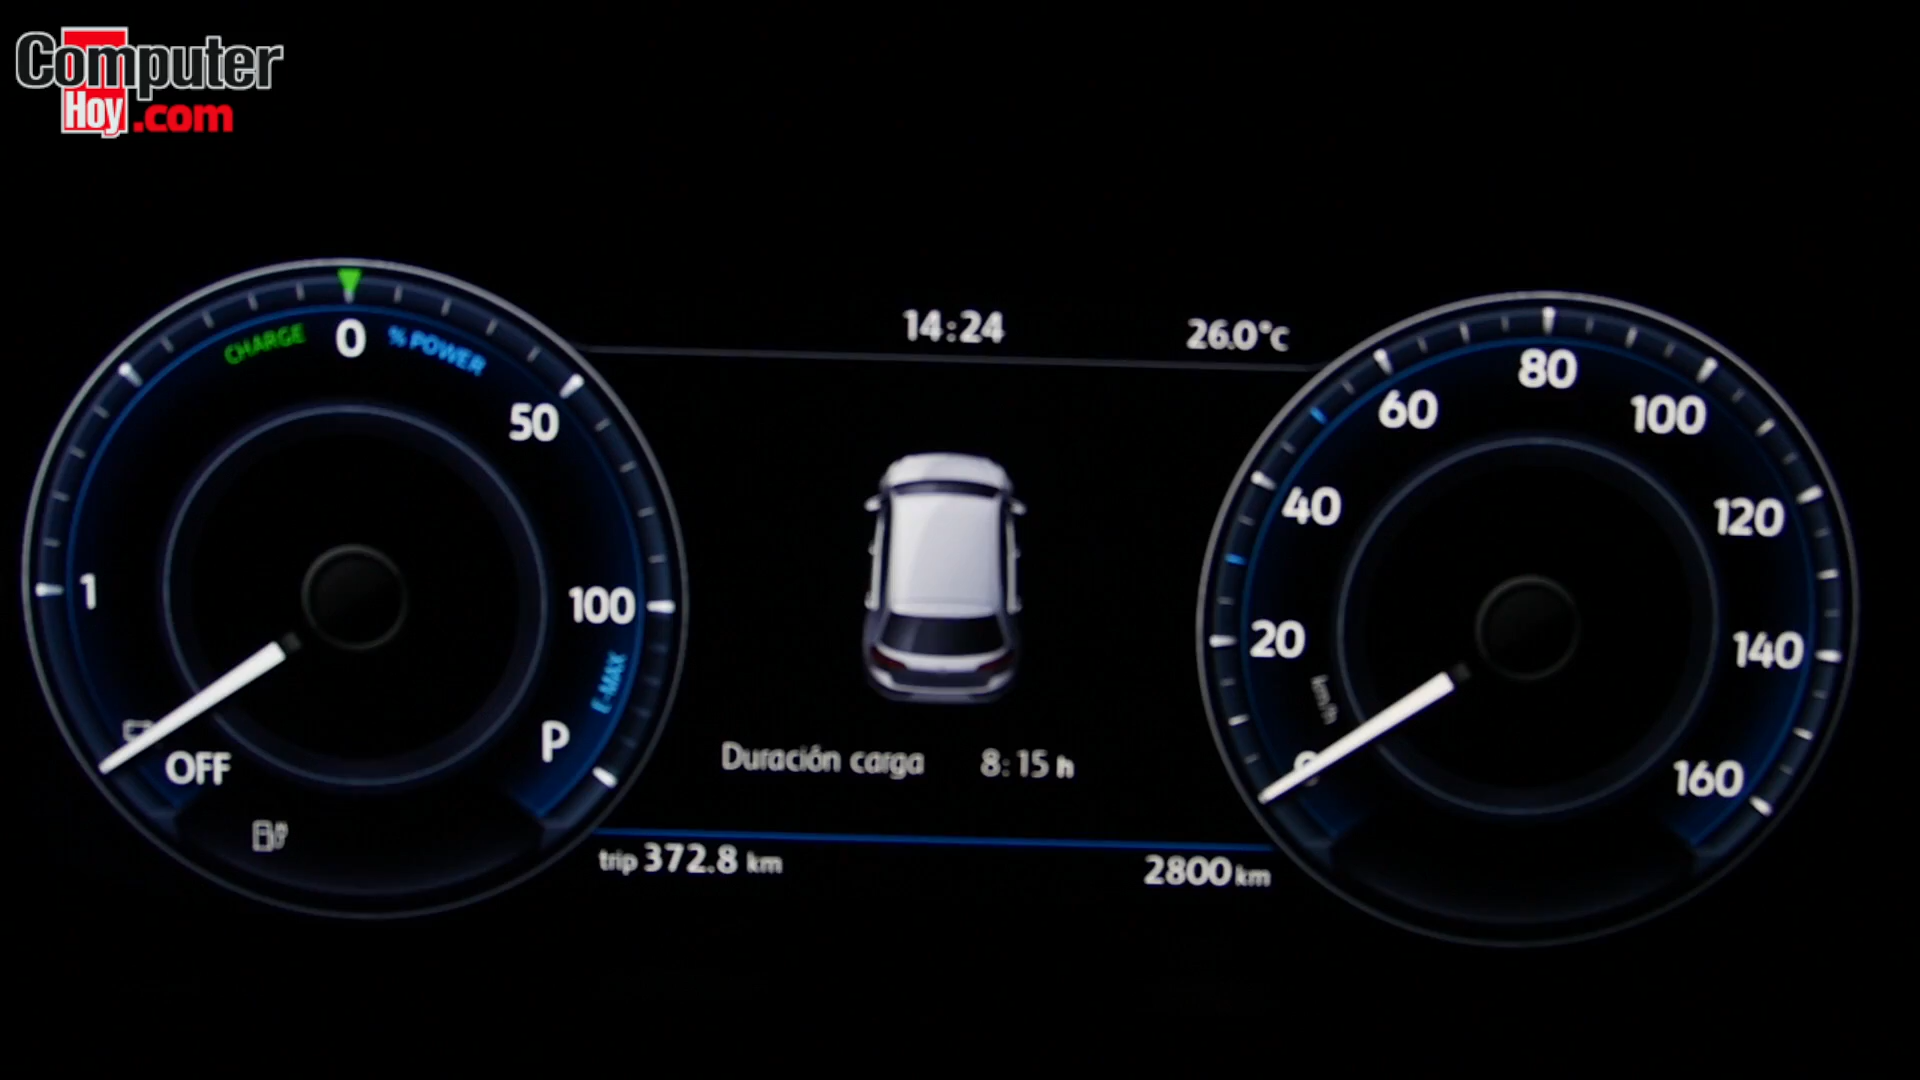 Computer
Hoy.com
14:24
26.0°C
CHARGE
0
% POWER
50
100
E-MAX
1
OFF
P
Duración carga 8:15 h
trip 372.8 km
2800 km
0
20
40
60
80
100
120
140
160
km/h